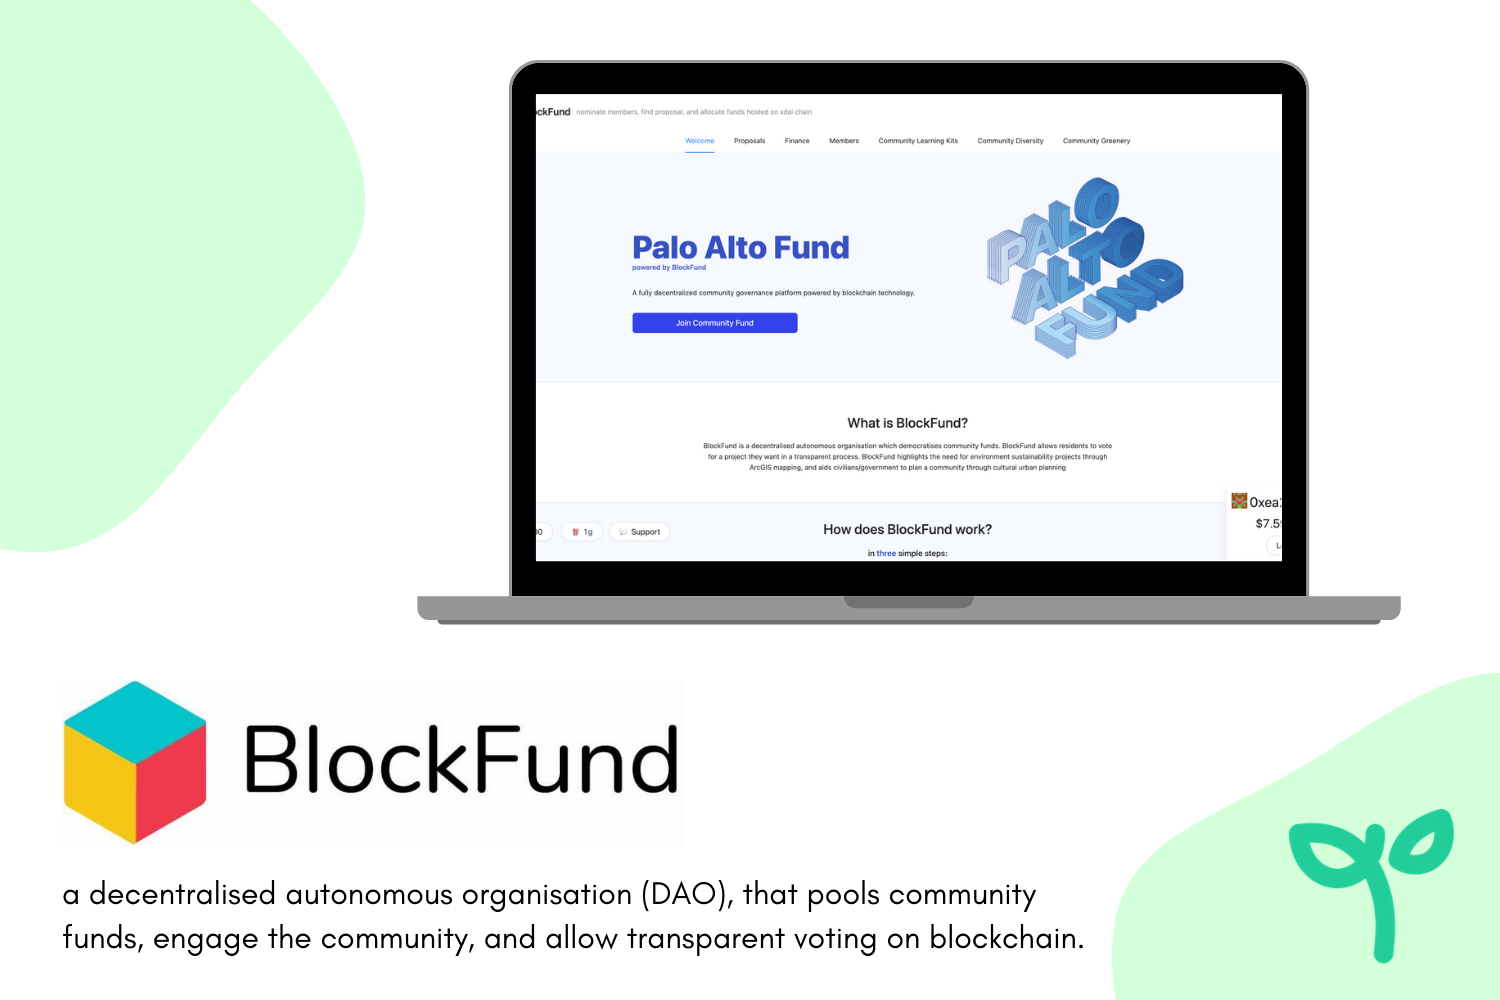 ckFund nominate members, find proposal, and allocate funds hosted on xdai chain
Welcome Proposals Finance Members Community Learning Kits Community Diversity Community Greenery
Palo Alto Fund
powered by BlockFund
A fully decentralized community governance platform powered by blockchain technology.
Join Community Fund
PALO
ALTO
FUND
What is BlockFund?
BlockFund is a decentralised autonomous organisation which democratises community funds. BlockFund allows residents to vote
for a project they want in a transparent process. BlockFund highlights the need for environment sustainability projects through
ArcGIS mapping, and aids civilians/government to plan a community through cultural urban planning
1g Support
How does BlockFund work?
in three simple steps:
0xea
$7.5
BlockFund
a decentralised autonomous organisation (DAO), that pools community
funds, engage the community, and allow transparent voting on blockchain.